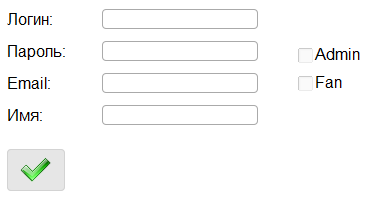 Логин:
Пароль:
Admin
Email:
Fan
Имя: